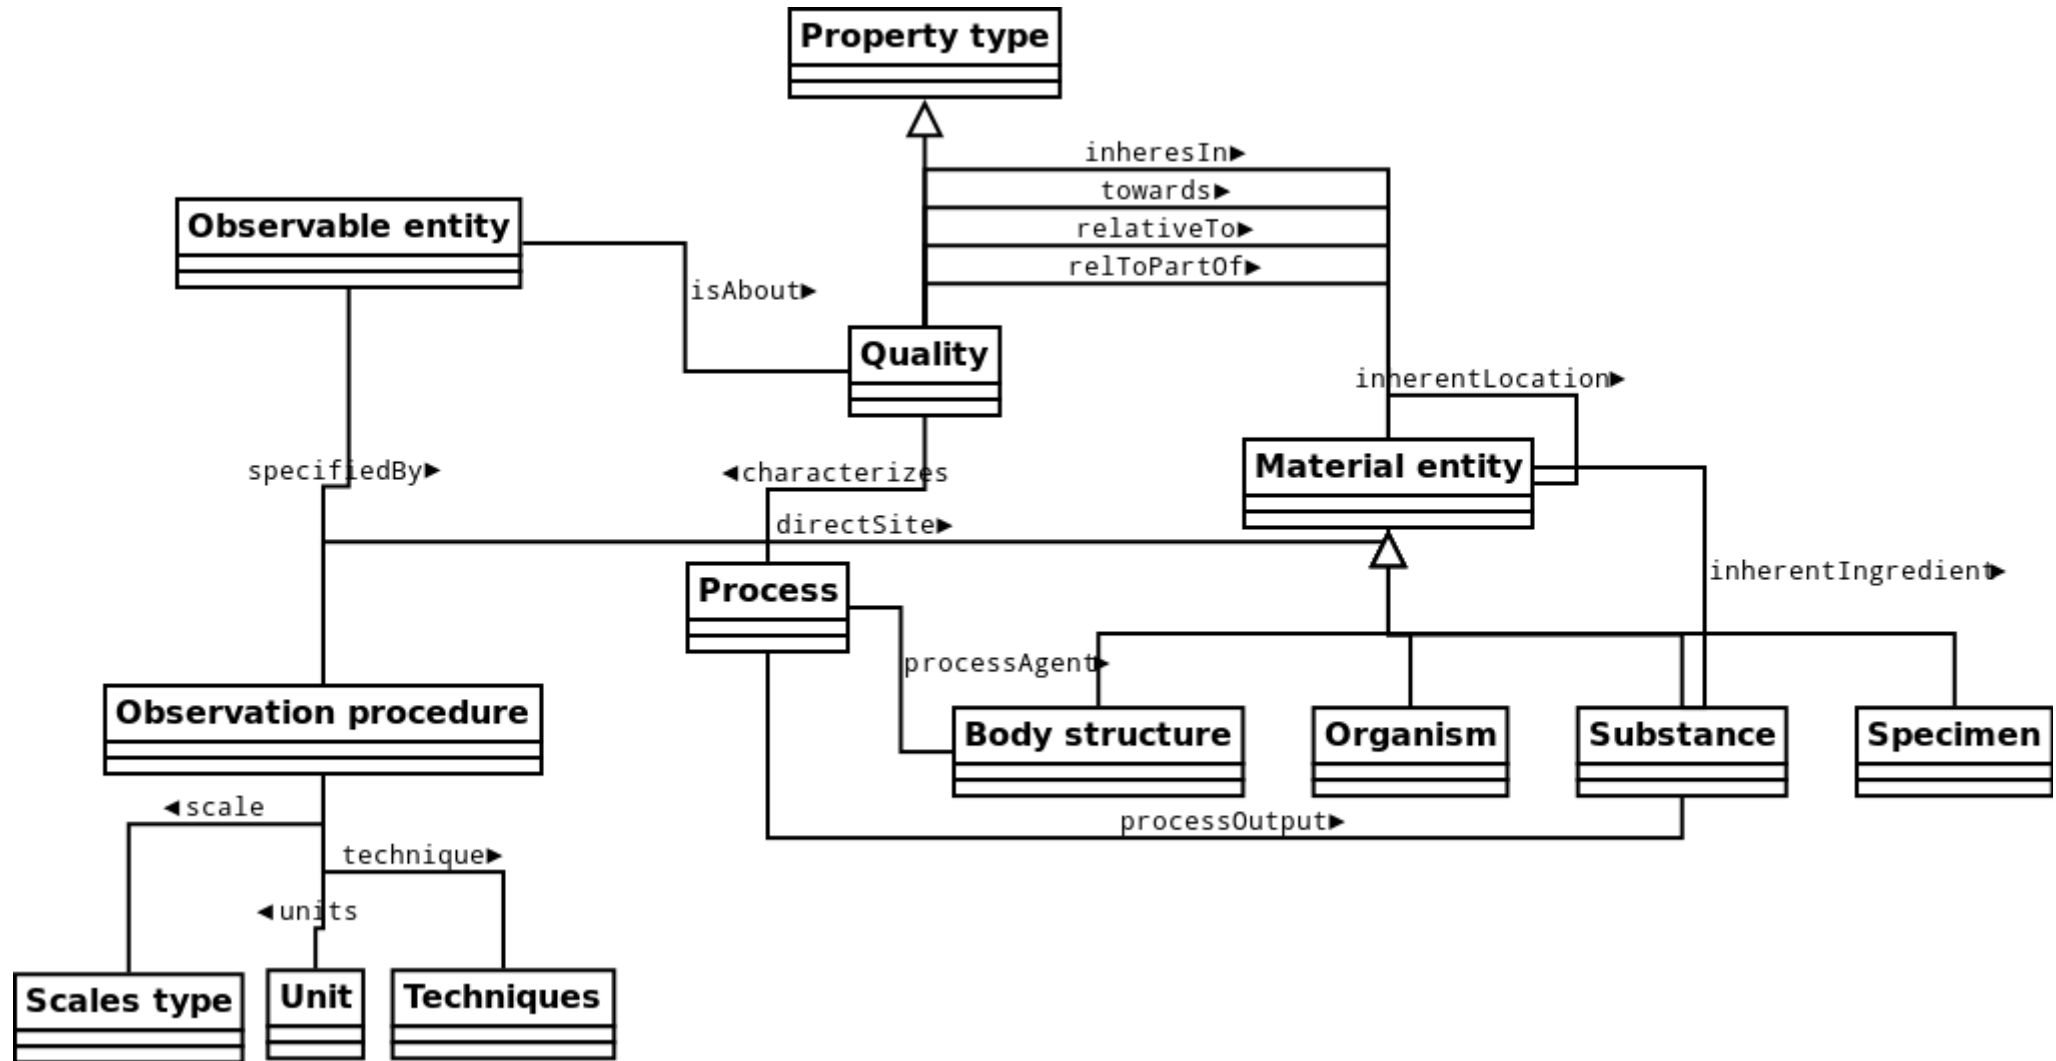 Property type
inheresIn▶
towards▶
Observable entity
relativeTo▶
relToPartOf▶
isAbout▶
Quality
inherentLocation▶
specifiedBy▶
◀characterizes
Material entity
directSite▶
inherentIngredient▶
Process
processAgent▶
Observation procedure
Body structure
Organism
Substance
Specimen
◀scale
processOutput▶
technique▶
◀units
Scales type
Unit
Techniques